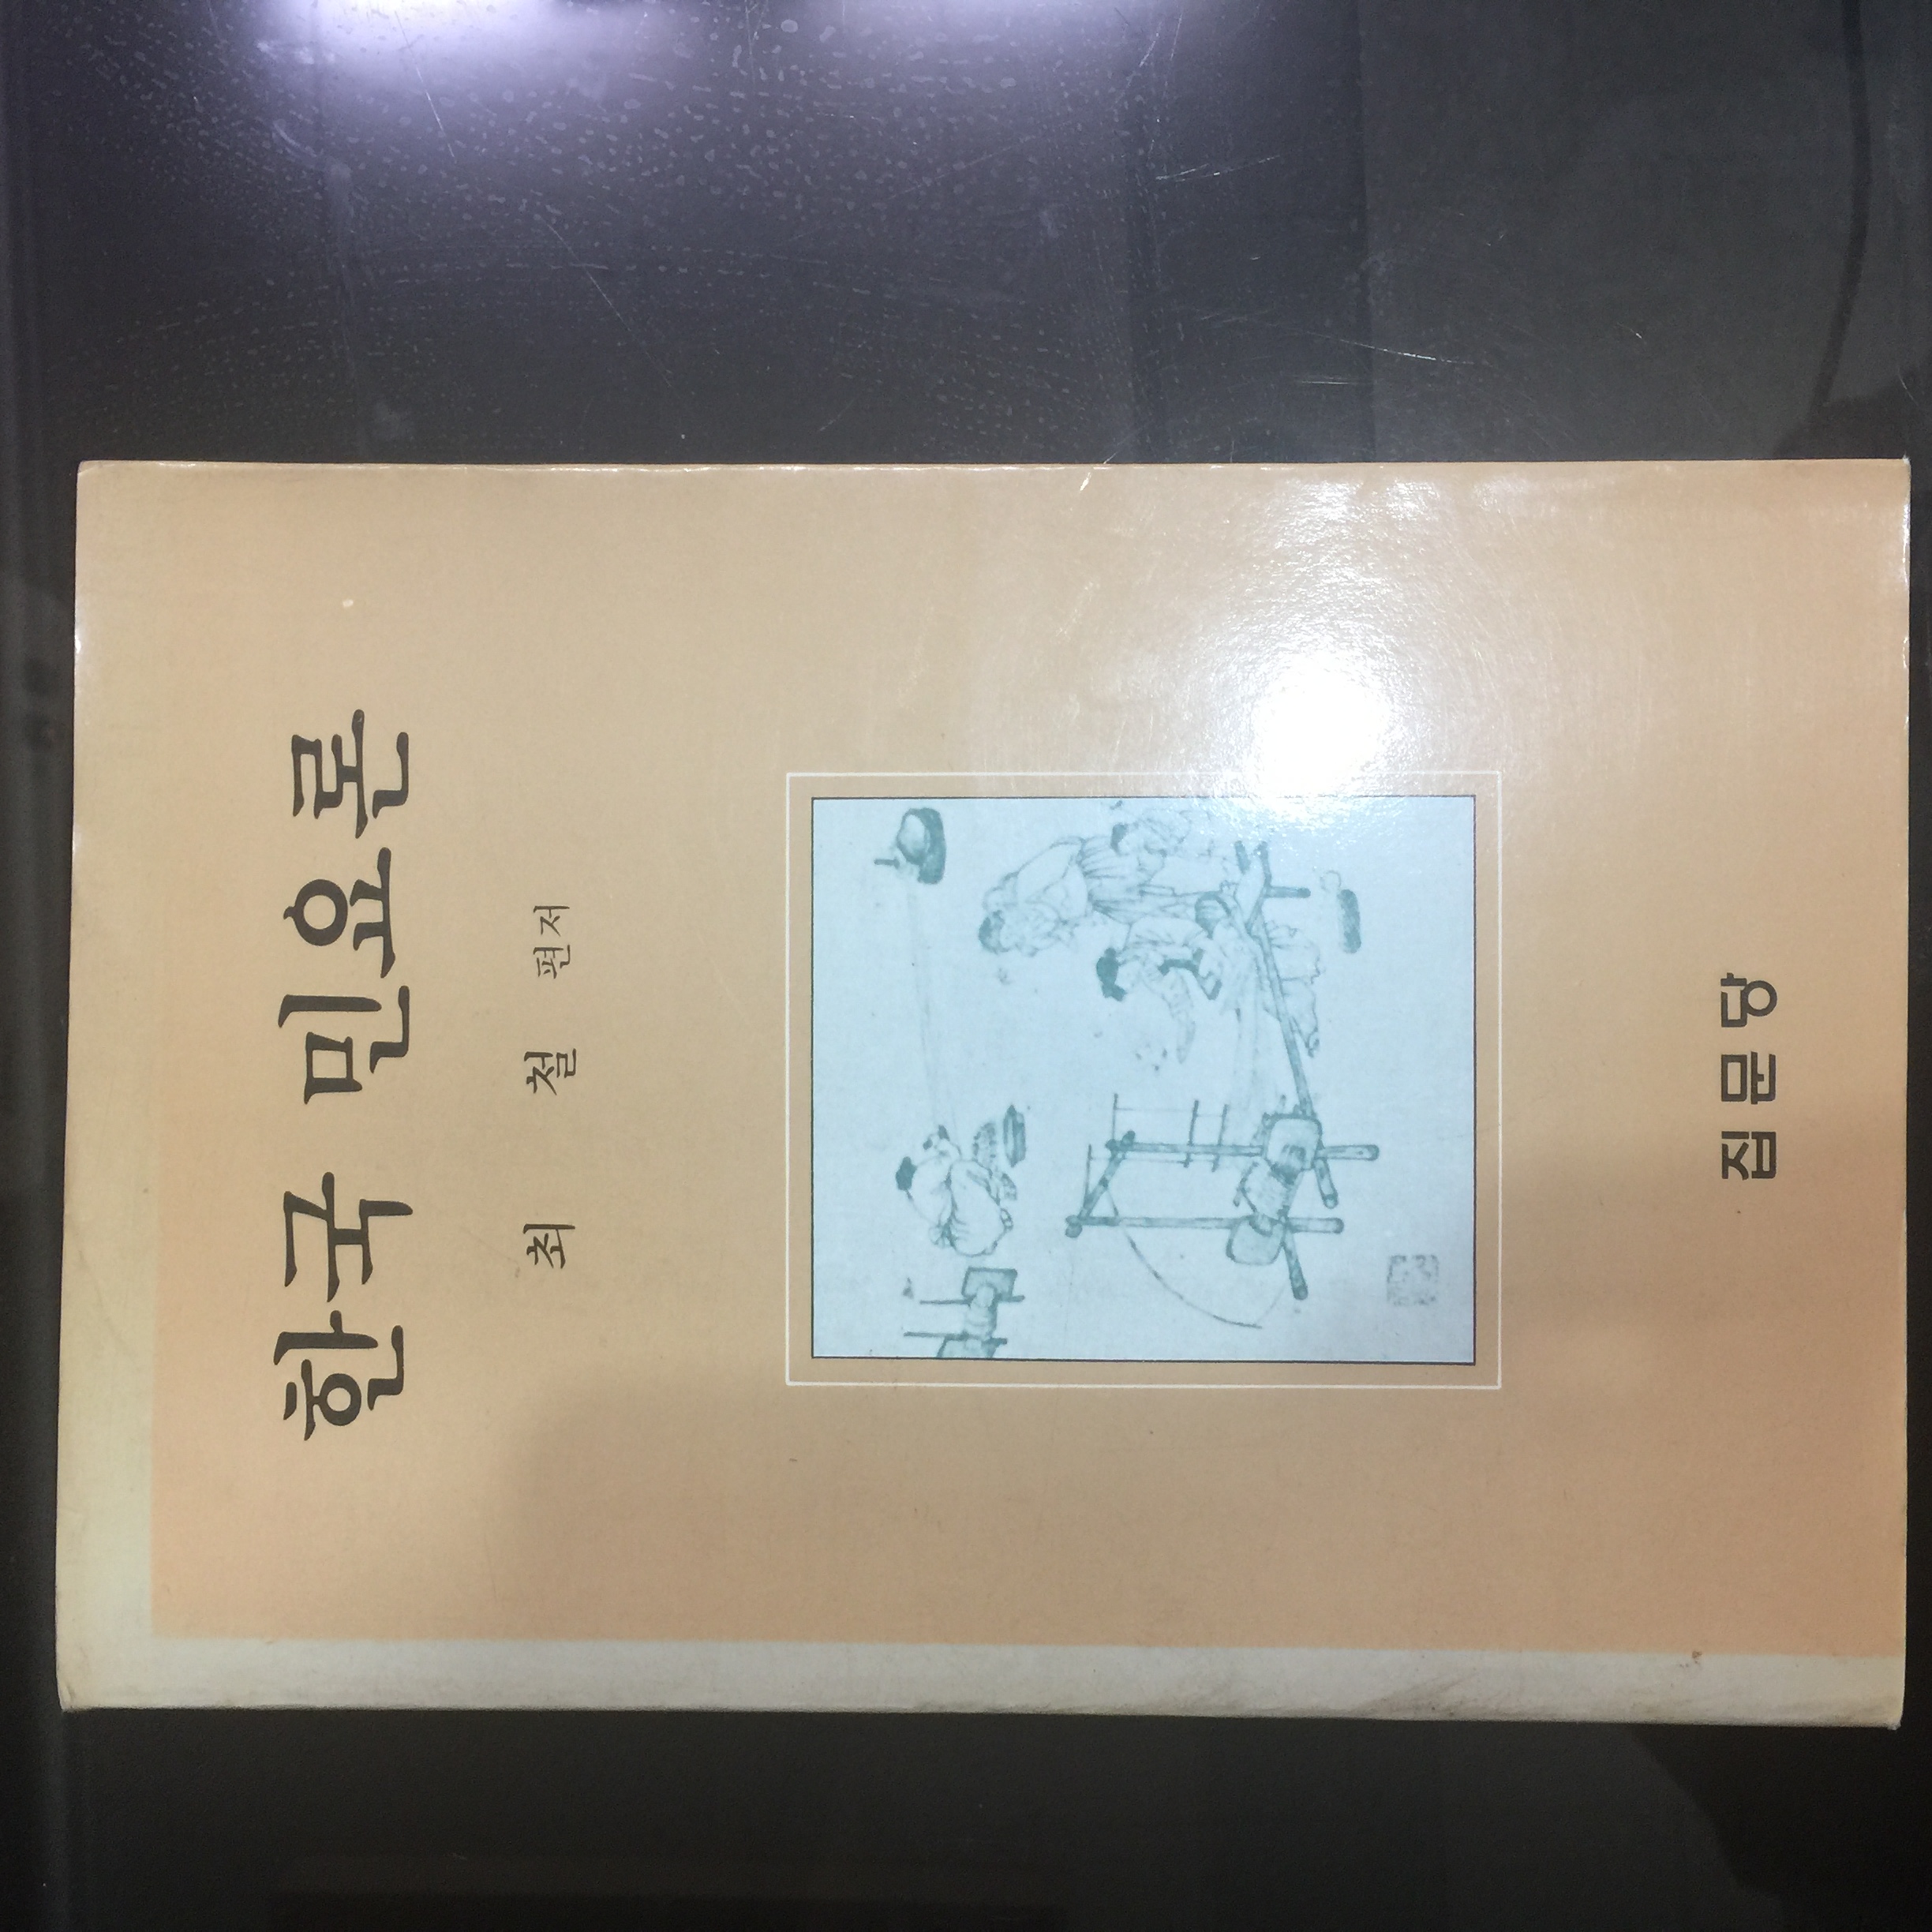 한국 민요론
최 철 편저
집문당